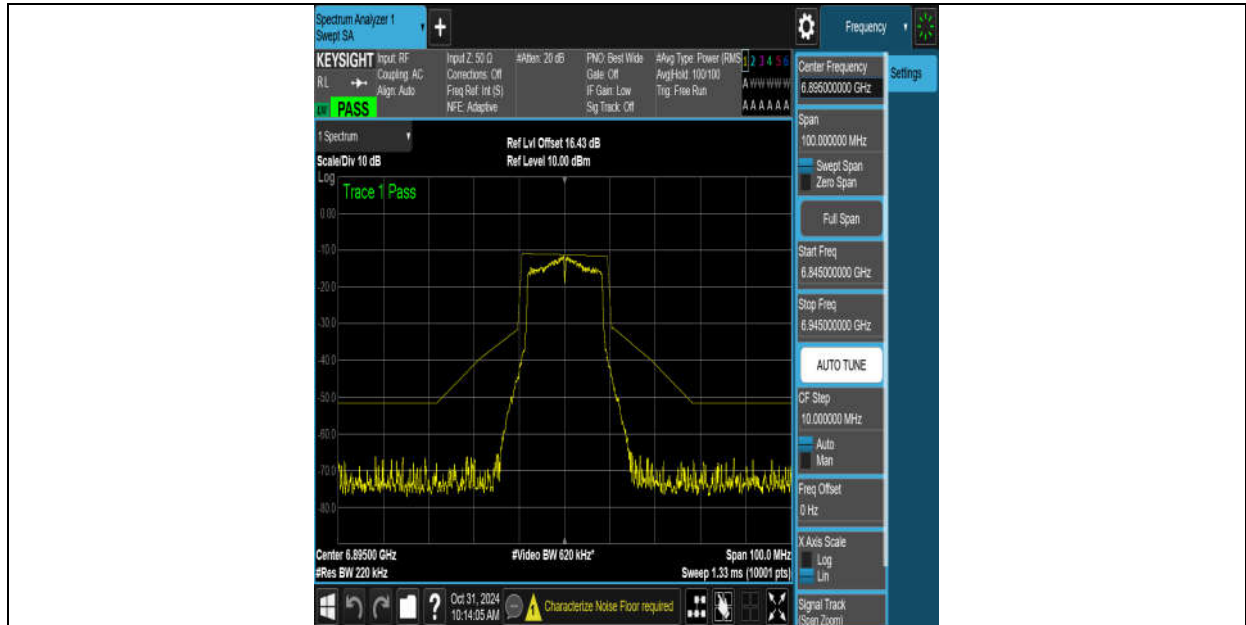 Spectrum Analyzer 1
Swept SA
+
Frequency
KEYSIGHT
RL
PASS
Input: RF
Coupling: AC
Align: Auto
Input Z: 50 Ω
Corrections: Off
Freq Ref: Int (S)
NFE: Adaptive
#Atten: 20 dB
PNO: Best Wide
Gate: Off
IF Gain: Low
Sig Track: Off
#Avg Type: Power (RMS
Avg|Hold: 100/100
Trig: Free Run
1 2 3 4 5 6
A W W W W W
A A A A A A
1 Spectrum
Scale/Div 10 dB
Ref Lvl Offset 16.43 dB
Ref Level 10.00 dBm
Log
Trace 1 Pass
0.00
-10.0
-20.0
-30.0
-40.0
-50.0
-60.0
-70.0
-80.0
Center 6.89500 GHz
#Res BW 220 kHz
#Video BW 620 kHz*
Span 100.0 MHz
Sweep 1.33 ms (10001 pts)
?
Oct 31, 2024
10:14:05 AM
Characterize Noise Floor required
Center Frequency
6.895000000 GHz
Settings
Span
100.000000 MHz
Swept Span
Zero Span
Full Span
Start Freq
6.845000000 GHz
Stop Freq
6.945000000 GHz
AUTO TUNE
CF Step
10.000000 MHz
Auto
Man
Freq Offset
0 Hz
X Axis Scale
Log
Lin
Signal Track
(Span Zoom)